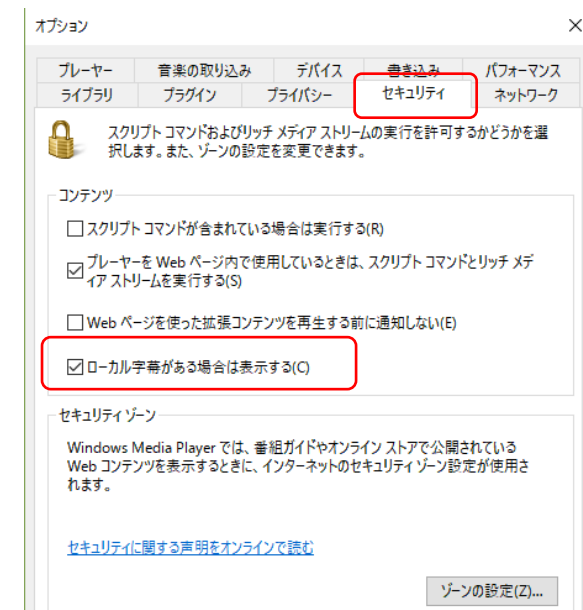 オプション
プレーヤー 音楽の取り込み デバイス 書き込み パフォーマンス
ライブラリ プラグイン プライバシー セキュリティ ネットワーク
スクリプト コマンドおよびリッチ メディア ストリームの実行を許可するかどうかを選
択します。また、ゾーンの設定を変更できます。
コンテンツ
スクリプト コマンドが含まれている場合は実行する(R)
プレーヤーを Web ページ内で使用しているときは、スクリプト コマンドとリッチ メデ
ィア ストリームを実行する(S)
Web ページを使った拡張コンテンツを再生する前に通知しない(E)
ローカル字幕がある場合は表示する(C)
セキュリティ ゾーン
Windows Media Player では、番組ガイドやオンライン ストアで公開されている
Web コンテンツを表示するときに、インターネットのセキュリティ ゾーン設定が使用さ
れます。
セキュリティに関する声明をオンラインで読む
ゾーンの設定(Z)...